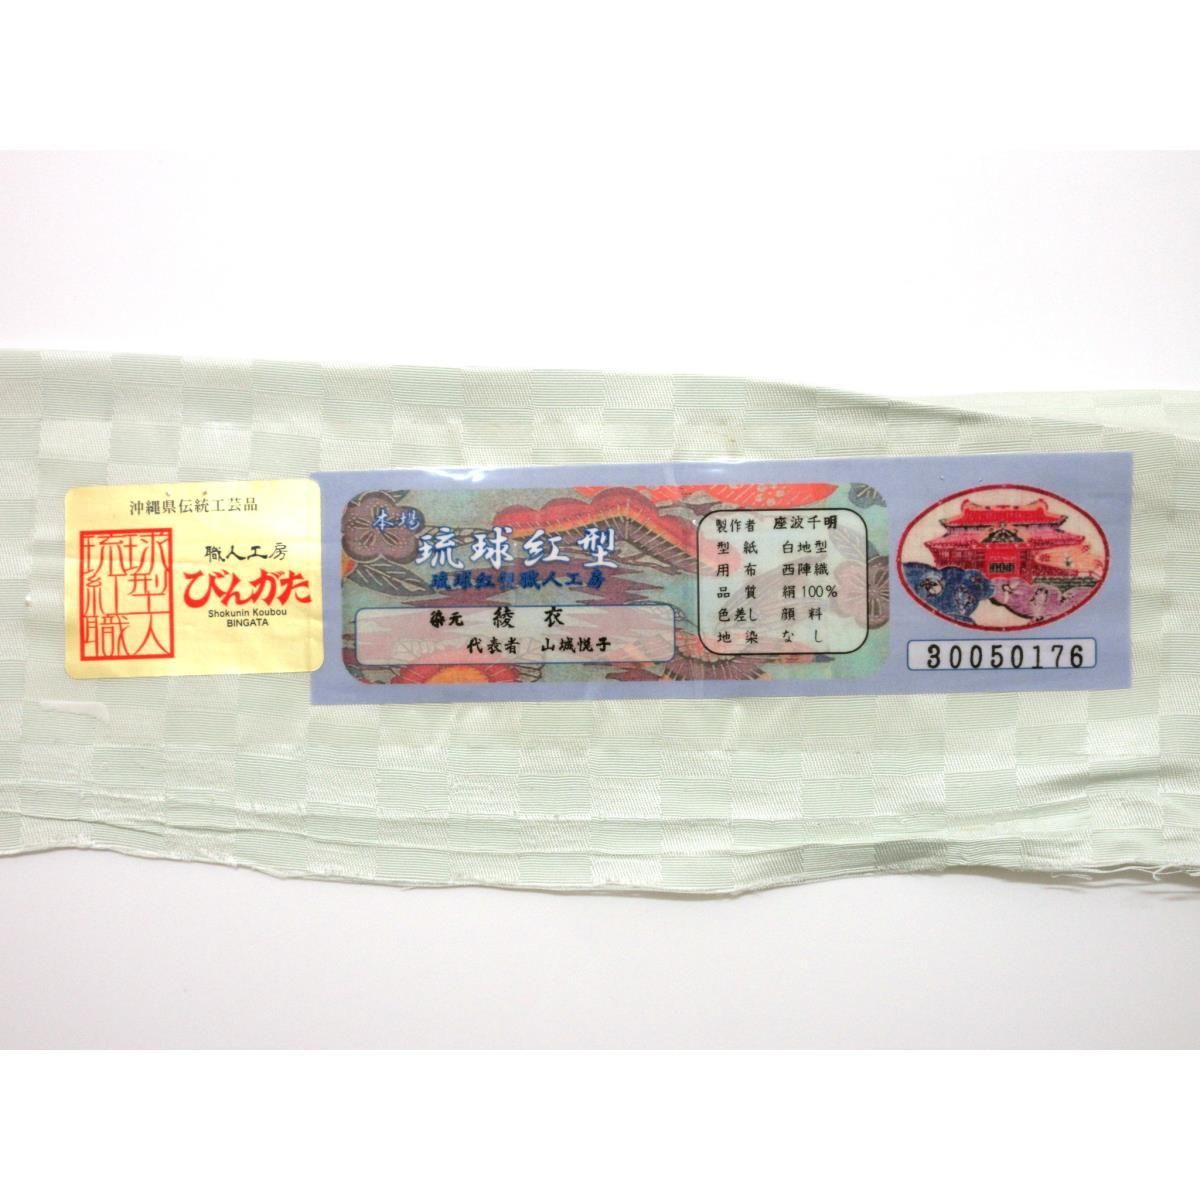 沖縄県伝統工芸品
琉球紅型職人
職人工房
びんがた
Shokunin Koubou
BINGATA
本場
琉球紅型
琉球紅型職人工房
染元 綾衣
代表者 山城悦子
製作者 座波千明
型紙 白地型
用布 西陣織
品質 絹100%
色差し 顔料
地染 なし
30050176